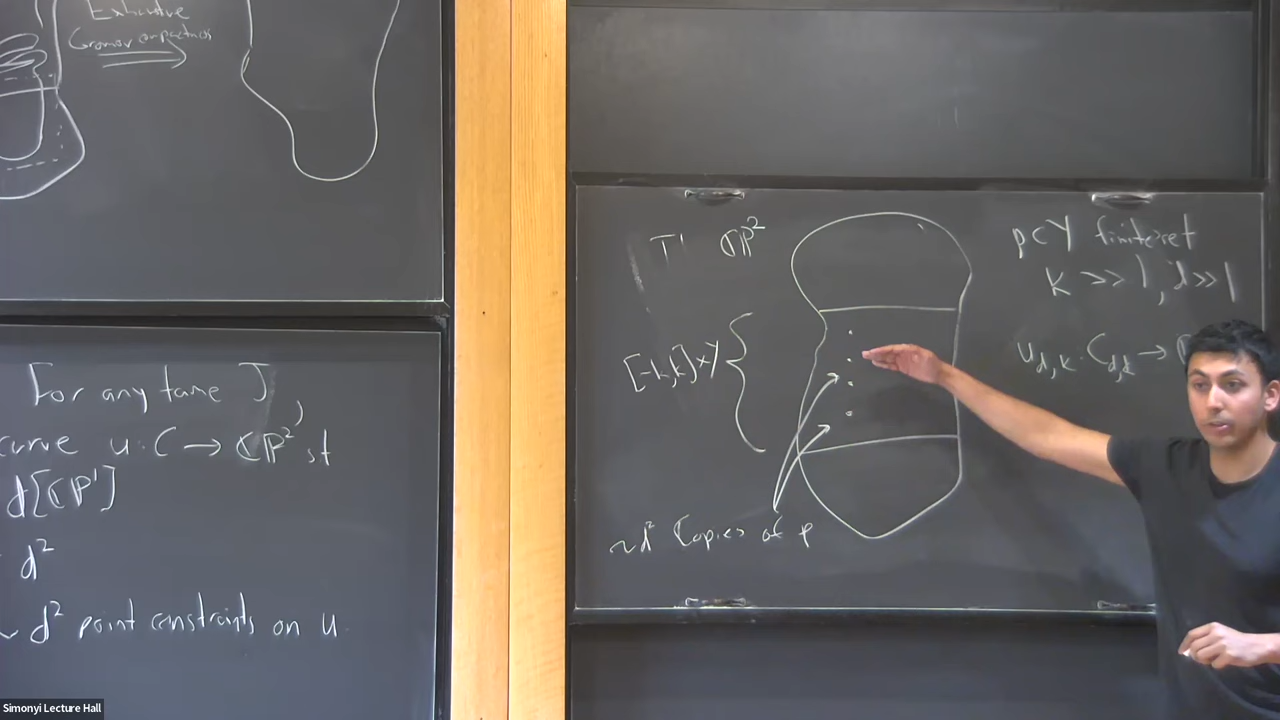 Exhaustive
Gromov compactness
For any tame J,
curve u: C → ℂP², st
d[ℂP¹]
d²
~ d² point constraints on u
ℂP²
[-k,k] × Y
~d² Copies of p
p ⊂ Y finite set
k >> 1, d >> 1
u_{d,k}: C_{d,k} →
Simonyi Lecture Hall